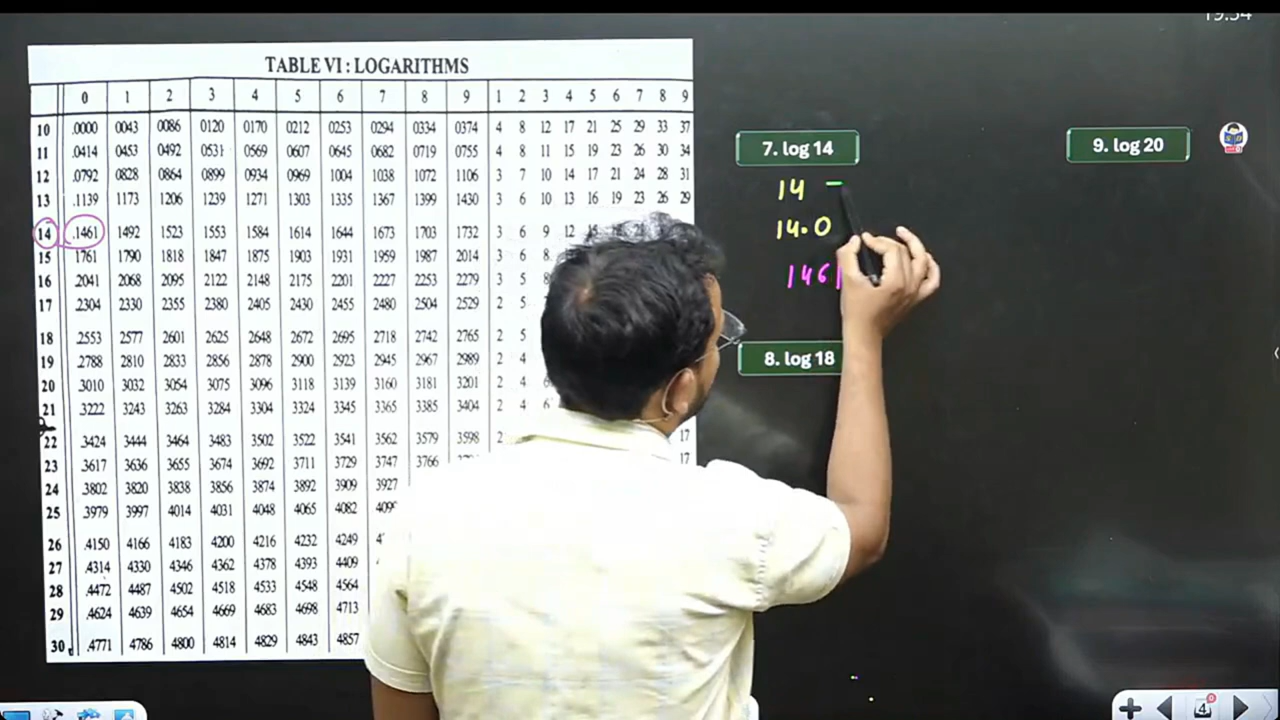 19:54
TABLE VI : LOGARITHMS
0 1 2 3 4 5 6 7 8 9 1 2 3 4 5 6 7 8 9
10 .0000 0043 0086 0120 0170 0212 0253 0294 0334 0374 4 8 12 17 21 25 29 33 37
11 .0414 0453 0492 0531 0569 0607 0645 0682 0719 0755 4 8 11 15 19 23 26 30 34
12 .0792 0828 0864 0899 0934 0969 1004 1038 1072 1106 3 7 10 14 17 21 24 28 31
13 .1139 1173 1206 1239 1271 1303 1335 1367 1399 1430 3 6 10 13 16 19 23 26 29
14 .1461 1492 1523 1553 1584 1614 1644 1673 1703 1732 3 6 9 12
15 1761 1790 1818 1847 1875 1903 1931 1959 1987 2014 3 6 8
16 .2041 2068 2095 2122 2148 2175 2201 2227 2253 2279 3 5
17 .2304 2330 2355 2380 2405 2430 2455 2480 2504 2529 2 5
18 .2553 2577 2601 2625 2648 2672 2695 2718 2742 2765 2 5
19 .2788 2810 2833 2856 2878 2900 2923 2945 2967 2989 2 4
20 .3010 3032 3054 3075 3096 3118 3139 3160 3181 3201 2 4
21 .3222 3243 3263 3284 3304 3324 3345 3365 3385 3404 2 4 6
22 .3424 3444 3464 3483 3502 3522 3541 3562 3579 3598 2 17
23 .3617 3636 3655 3674 3692 3711 3729 3747 3766 17
24 .3802 3820 3838 3856 3874 3892 3909 3927
25 .3979 3997 4014 4031 4048 4065 4082
26 .4150 4166 4183 4200 4216 4232 4249
27 .4314 4330 4346 4362 4378 4393 4409
28 .4472 4487 4502 4518 4533 4548 4564
29 .4624 4639 4654 4669 4683 4698 4713
30 .4771 4786 4800 4814 4829 4843 4857
7. log 14
14
14.0
1461
8. log 18
9. log 20
4